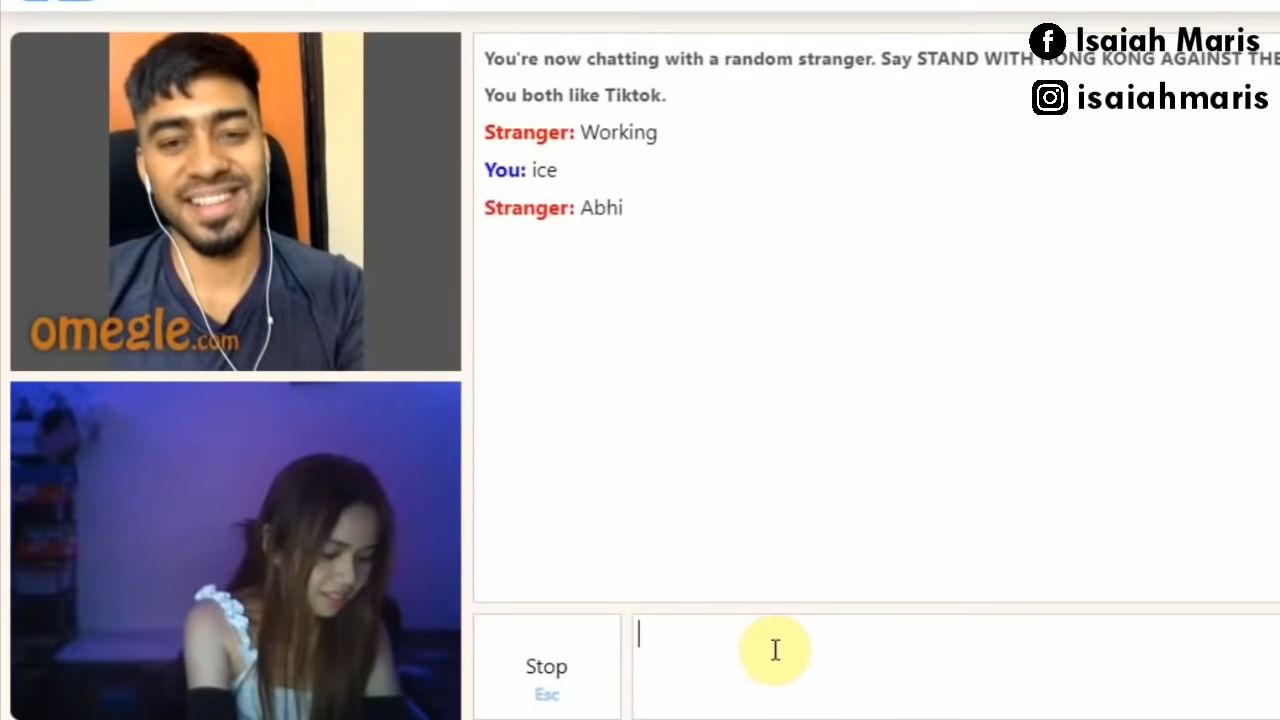 Isaiah Maris
isaiahmaris
You're now chatting with a random stranger. Say STAND WITH HONG KONG AGAINST THE
You both like Tiktok.
Stranger: Working
You: ice
Stranger: Abhi
omegle.com
Stop
Esc